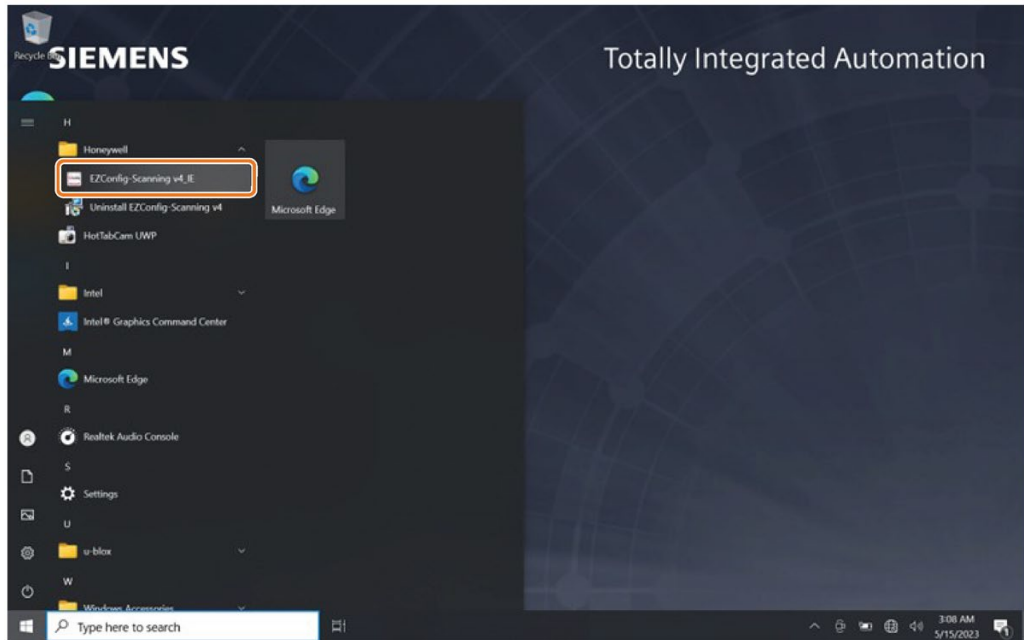 Recycle Bin
SIEMENS
Totally Integrated Automation
H
Honeywell
EZConfig-Scanning v4_IE
Uninstall EZConfig-Scanning v4
Microsoft Edge
HotTabCam UWP
I
Intel
Intel® Graphics Command Center
M
Microsoft Edge
R
Realtek Audio Console
S
Settings
U
u-blox
W
Windows Accessories
Type here to search
3:08 AM
5/15/2023
1